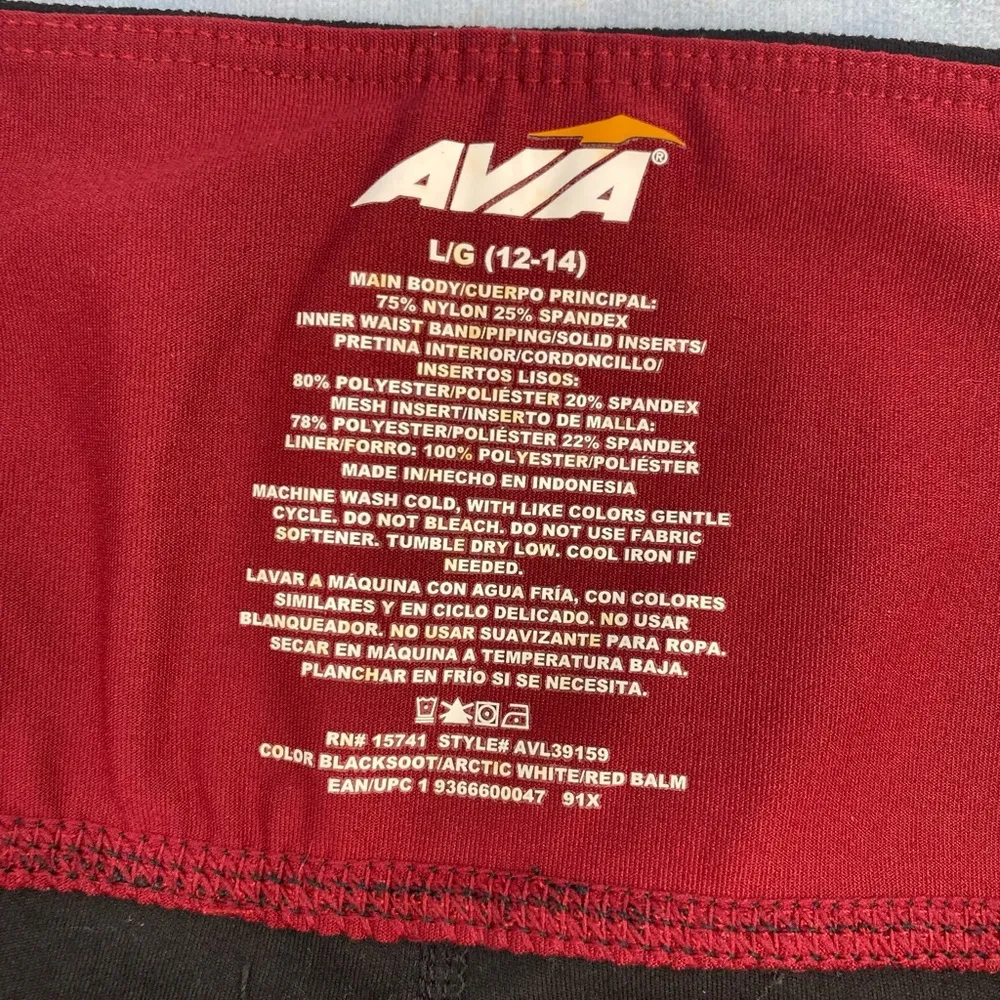 AVIA®
L/G (12-14)
MAIN BODY/CUERPO PRINCIPAL:
75% NYLON 25% SPANDEX
INNER WAIST BAND/PIPING/SOLID INSERTS/
PRETINA INTERIOR/CORDONCILLO/
INSERTOS LISOS:
80% POLYESTER/POLIÉSTER 20% SPANDEX
MESH INSERT/INSERTO DE MALLA:
78% POLYESTER/POLIÉSTER 22% SPANDEX
LINER/FORRO: 100% POLYESTER/POLIÉSTER
MADE IN/HECHO EN INDONESIA
MACHINE WASH COLD, WITH LIKE COLORS GENTLE
CYCLE. DO NOT BLEACH. DO NOT USE FABRIC
SOFTENER. TUMBLE DRY LOW. COOL IRON IF
NEEDED.
LAVAR A MÁQUINA CON AGUA FRÍA, CON COLORES
SIMILARES Y EN CICLO DELICADO. NO USAR
BLANQUEADOR. NO USAR SUAVIZANTE PARA ROPA.
SECAR EN MÁQUINA A TEMPERATURA BAJA.
PLANCHAR EN FRÍO SI SE NECESITA.
RN# 15741 STYLE# AVL39159
COLOR BLACKSOOT/ARCTIC WHITE/RED BALM
EAN/UPC 1 9366600047 91X